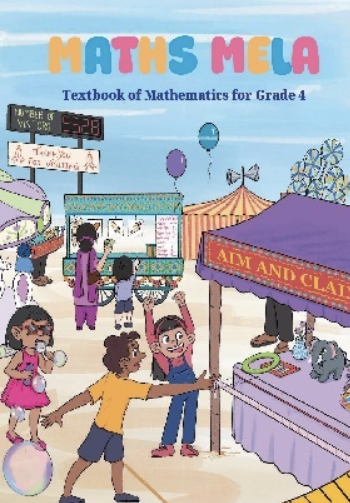 MATHS MELA
Textbook of Mathematics for Grade 4
NUMBER OF
VISITORS
5528
THANK YOU
FOR VISITING
AIM AND CLAIM